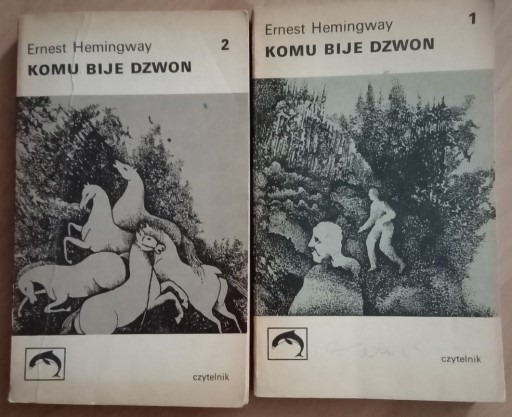 Ernest Hemingway
2
KOMU BIJE DZWON
czytelnik
Ernest Hemingway
1
KOMU BIJE DZWON
czytelnik